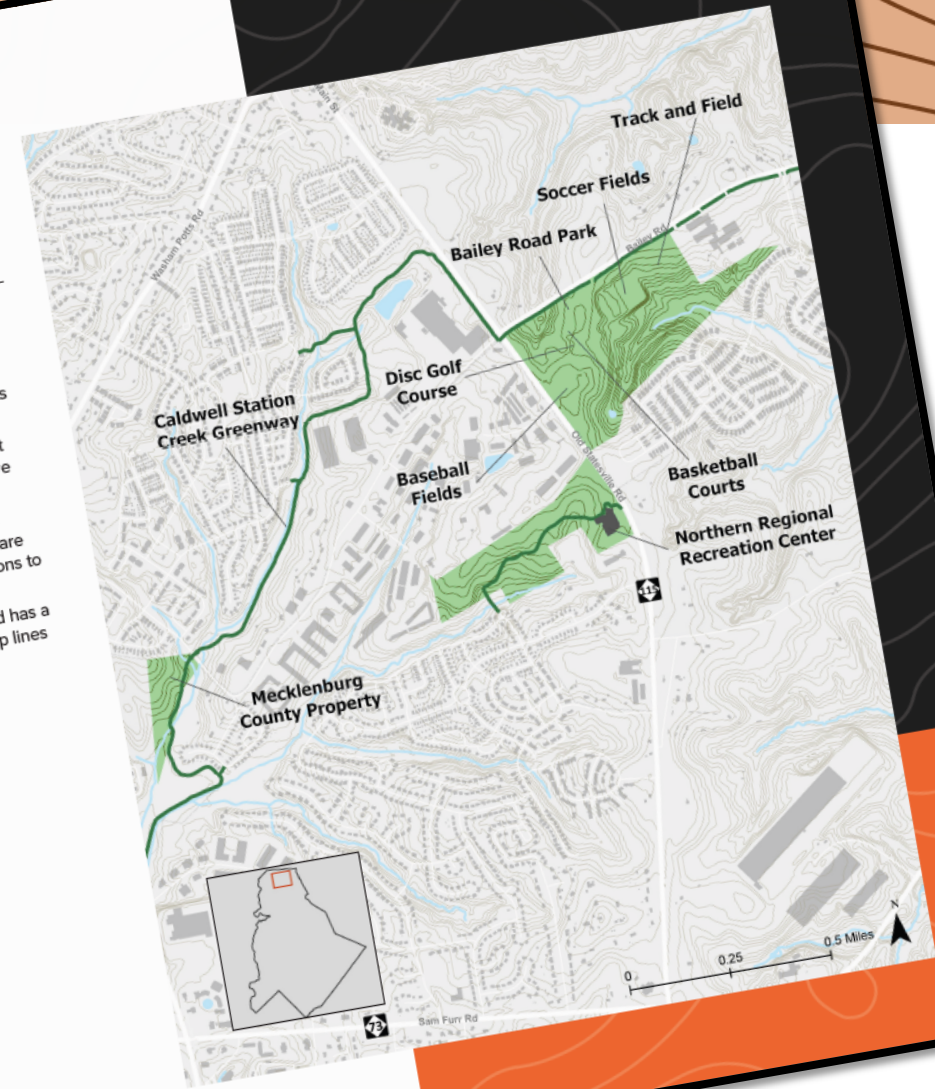 Main St
Track and Field
Washam Potts Rd
Soccer Fields
Bailey Road Park
Bailey Rd
Disc Golf
Course
Caldwell Station
Creek Greenway
Baseball
Fields
Old Statesville Rd
Basketball
Courts
Northern Regional
Recreation Center
115
are
ons to
d has a
p lines
Mecklenburg
County Property
N
0
0.25
0.5 Miles
73
Sam Furr Rd